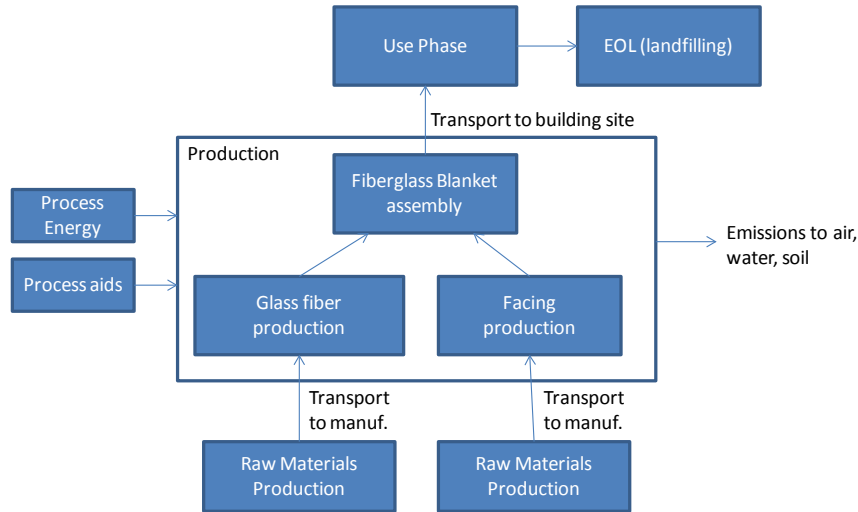 Use Phase
EOL (landfilling)
Transport to building site
Production
Fiberglass Blanket
assembly
Process
Energy
Emissions to air,
water, soil
Process aids
Glass fiber
production
Facing
production
Transport
to manuf.
Transport
to manuf.
Raw Materials
Production
Raw Materials
Production